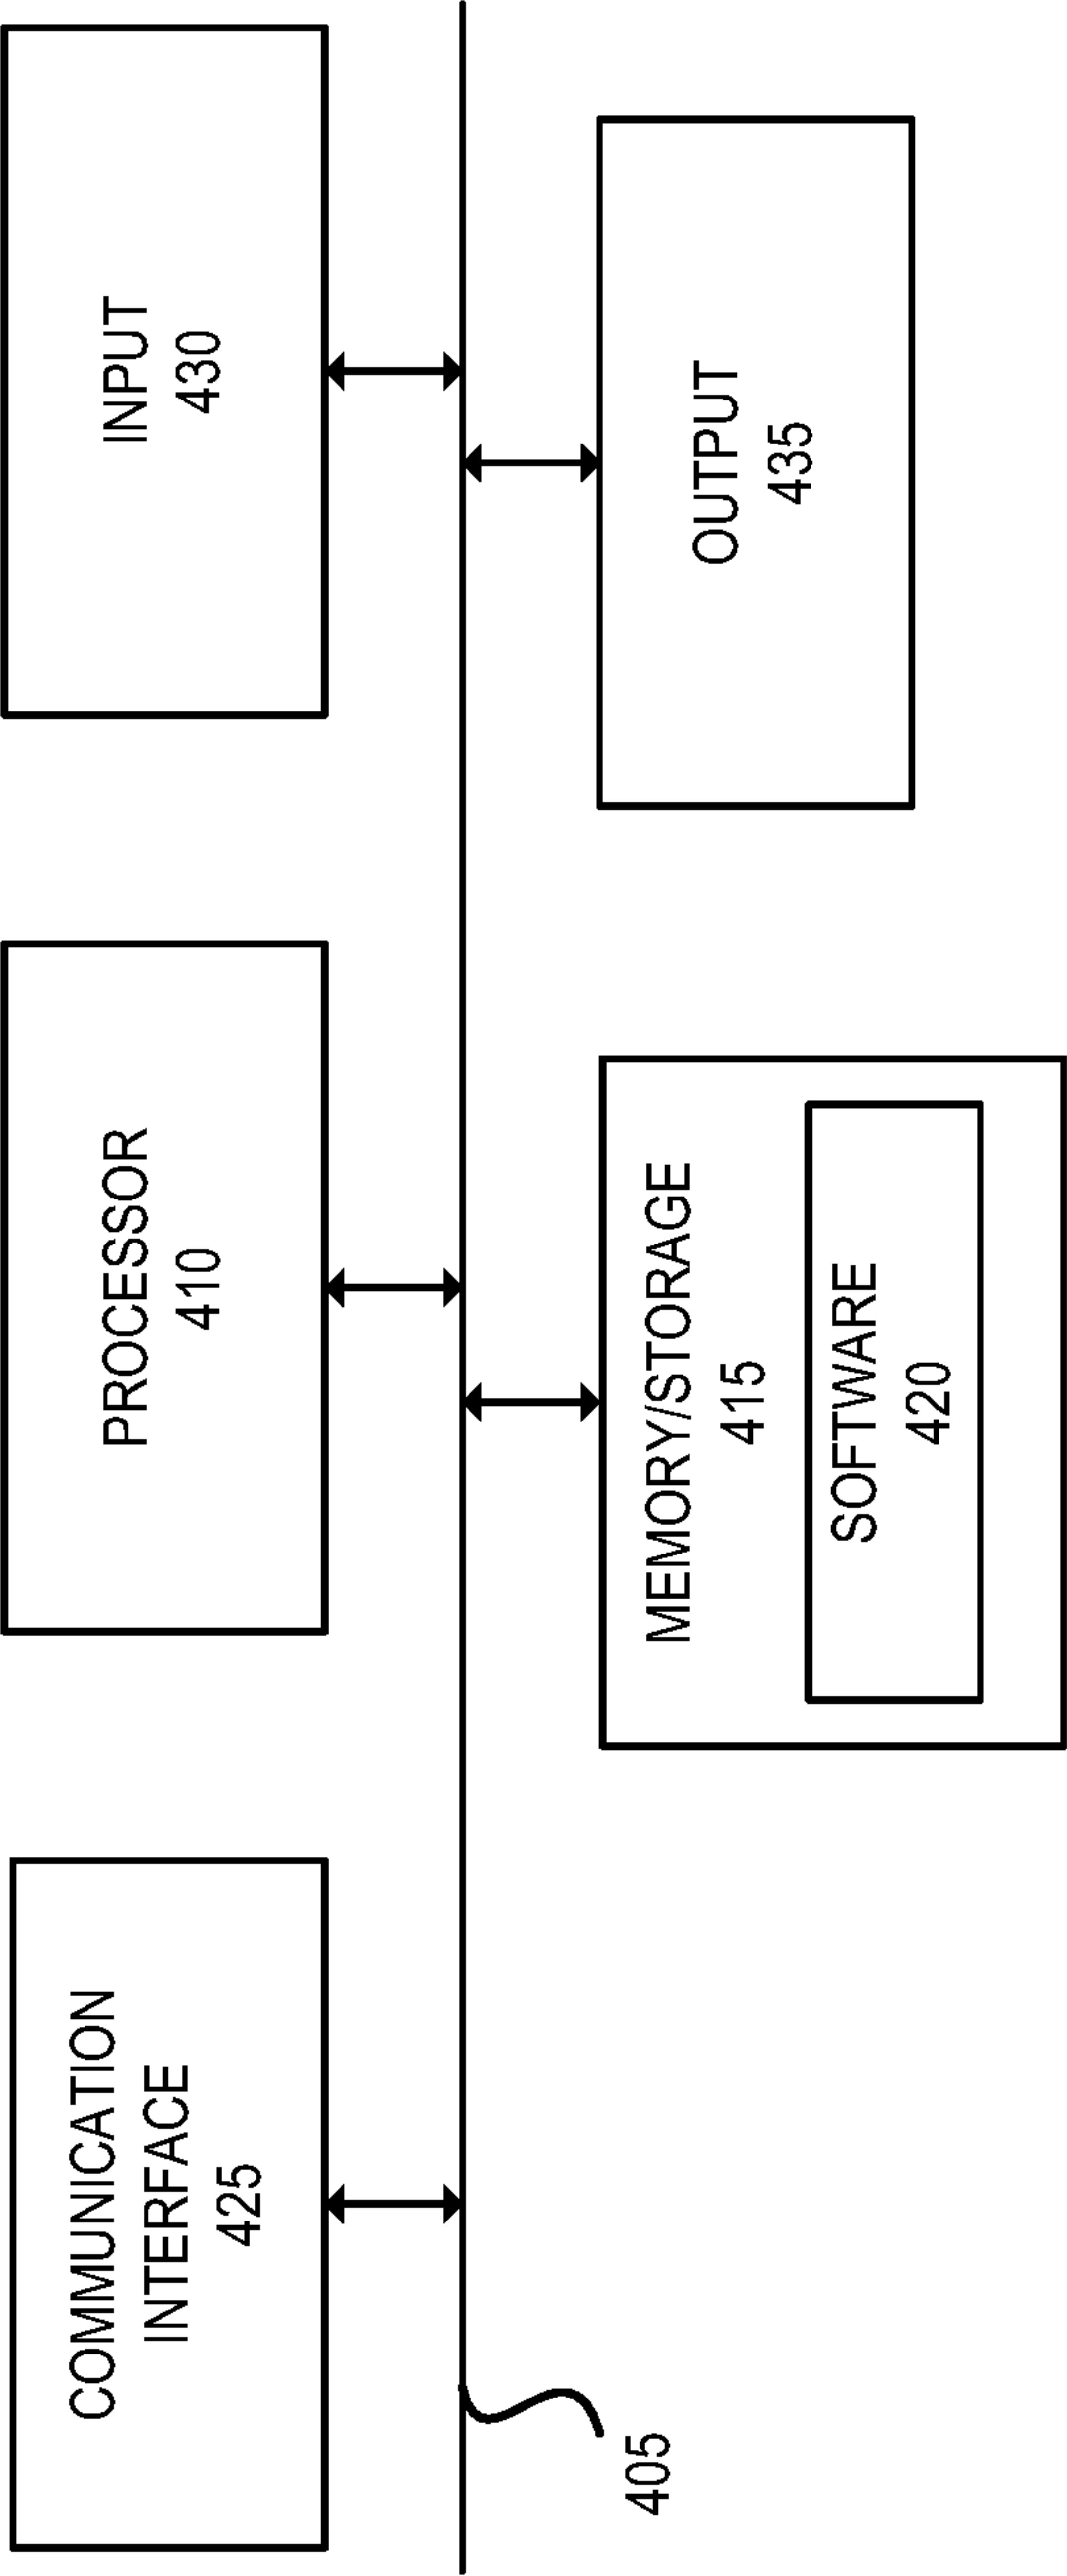 COMMUNICATION
INTERFACE
425
PROCESSOR
410
INPUT
430
405
MEMORY/STORAGE
415
SOFTWARE
420
OUTPUT
435